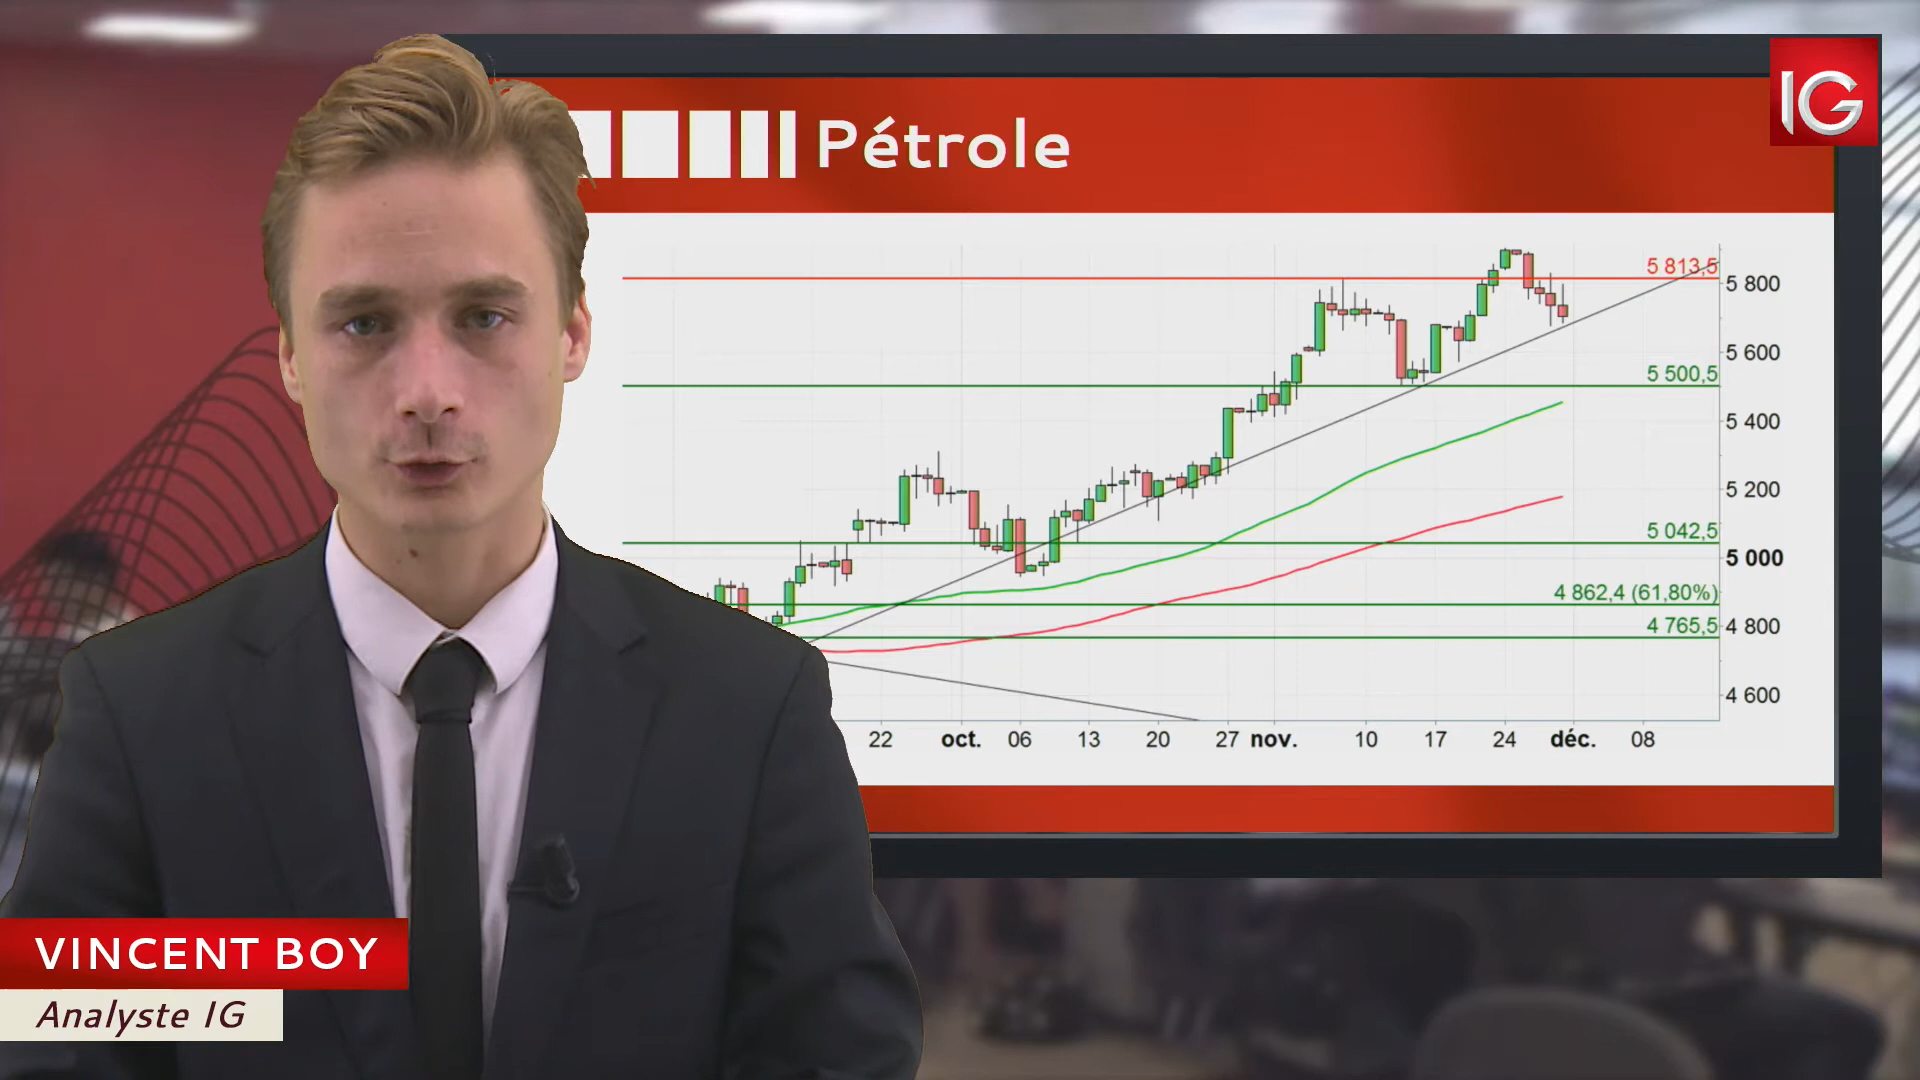 IG
Pétrole
5 813,5
5 800
5 600
5 500,5
5 400
5 200
5 042,5
5 000
4 862,4 (61,80%)
4 800
4 765,5
4 600
22 oct. 06 13 20 27 nov. 10 17 24 déc. 08
VINCENT BOY
Analyste IG